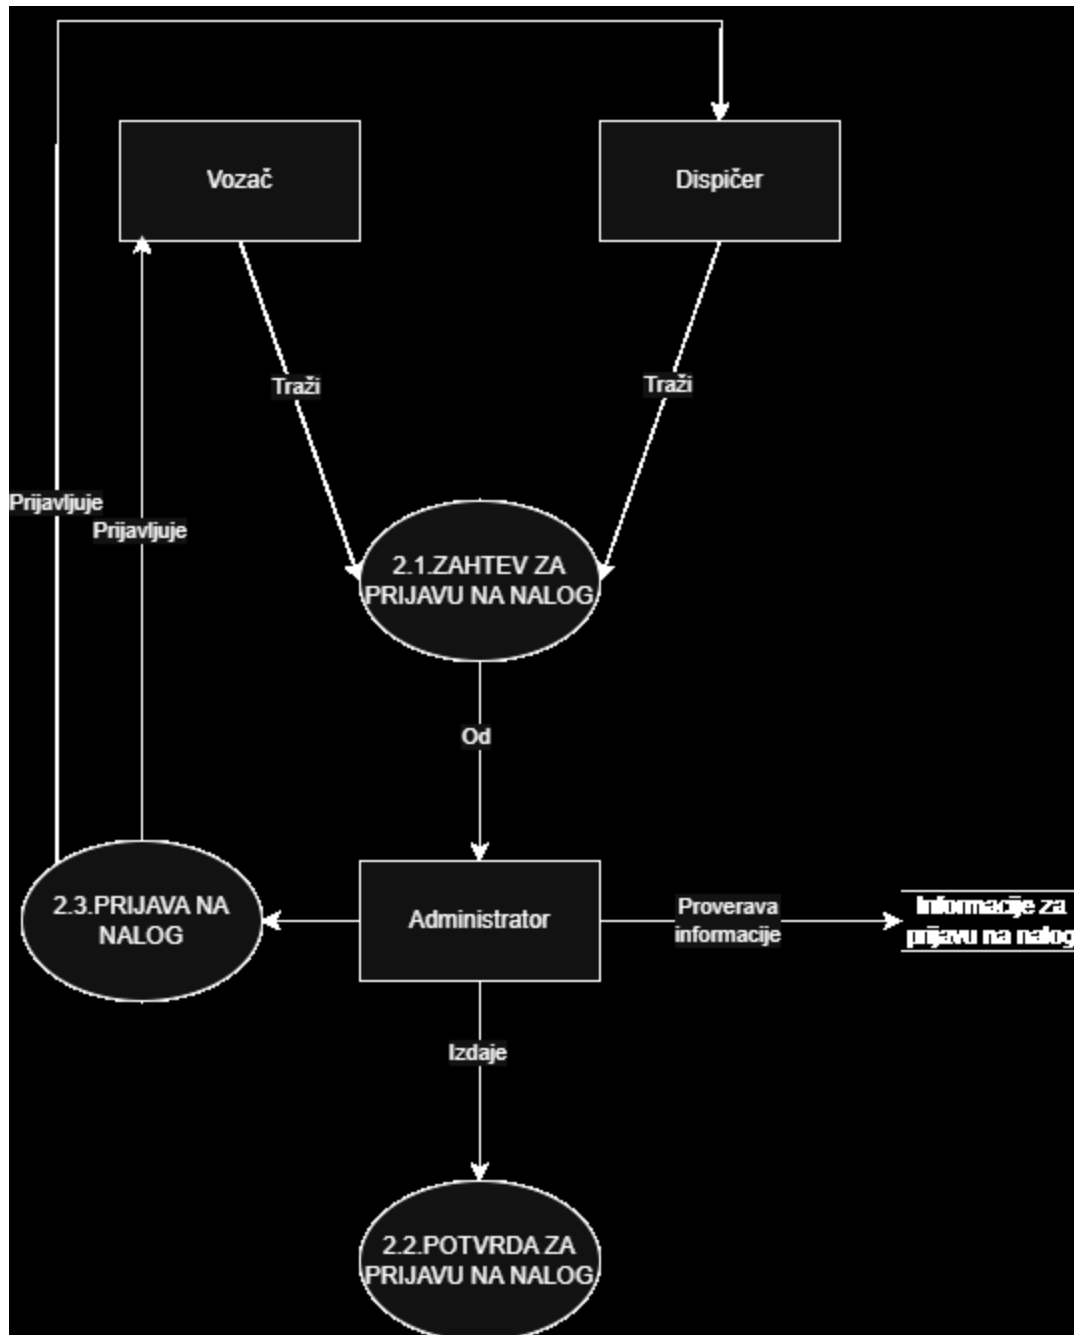 Vozač
Dispičer
Traži
Traži
Prijavljuje
Prijavljuje
2.1.ZAHTEV ZA
PRIJAVU NA NALOG
Od
2.3.PRIJAVA NA
NALOG
Administrator
Proverava
informacije
Informacije za
prijavu na nalog
Izdaje
2.2.POTVRDA ZA
PRIJAVU NA NALOG